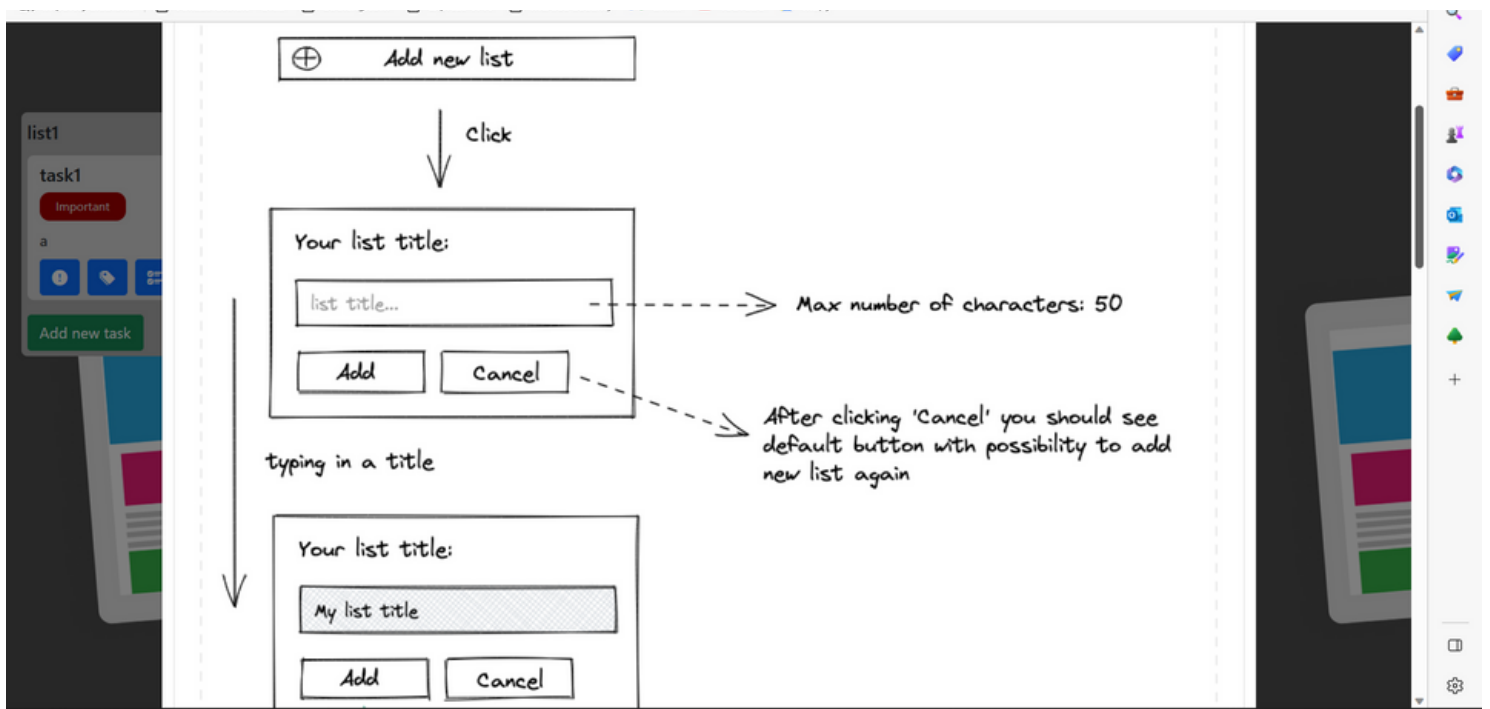 Add new list
Click
list1
task1
Important
a
Add new task
Your list title:
list title...
Max number of characters: 50
Add
Cancel
After clicking 'Cancel' you should see
default button with possibility to add
new list again
typing in a title
Your list title:
My list title
Add
Cancel